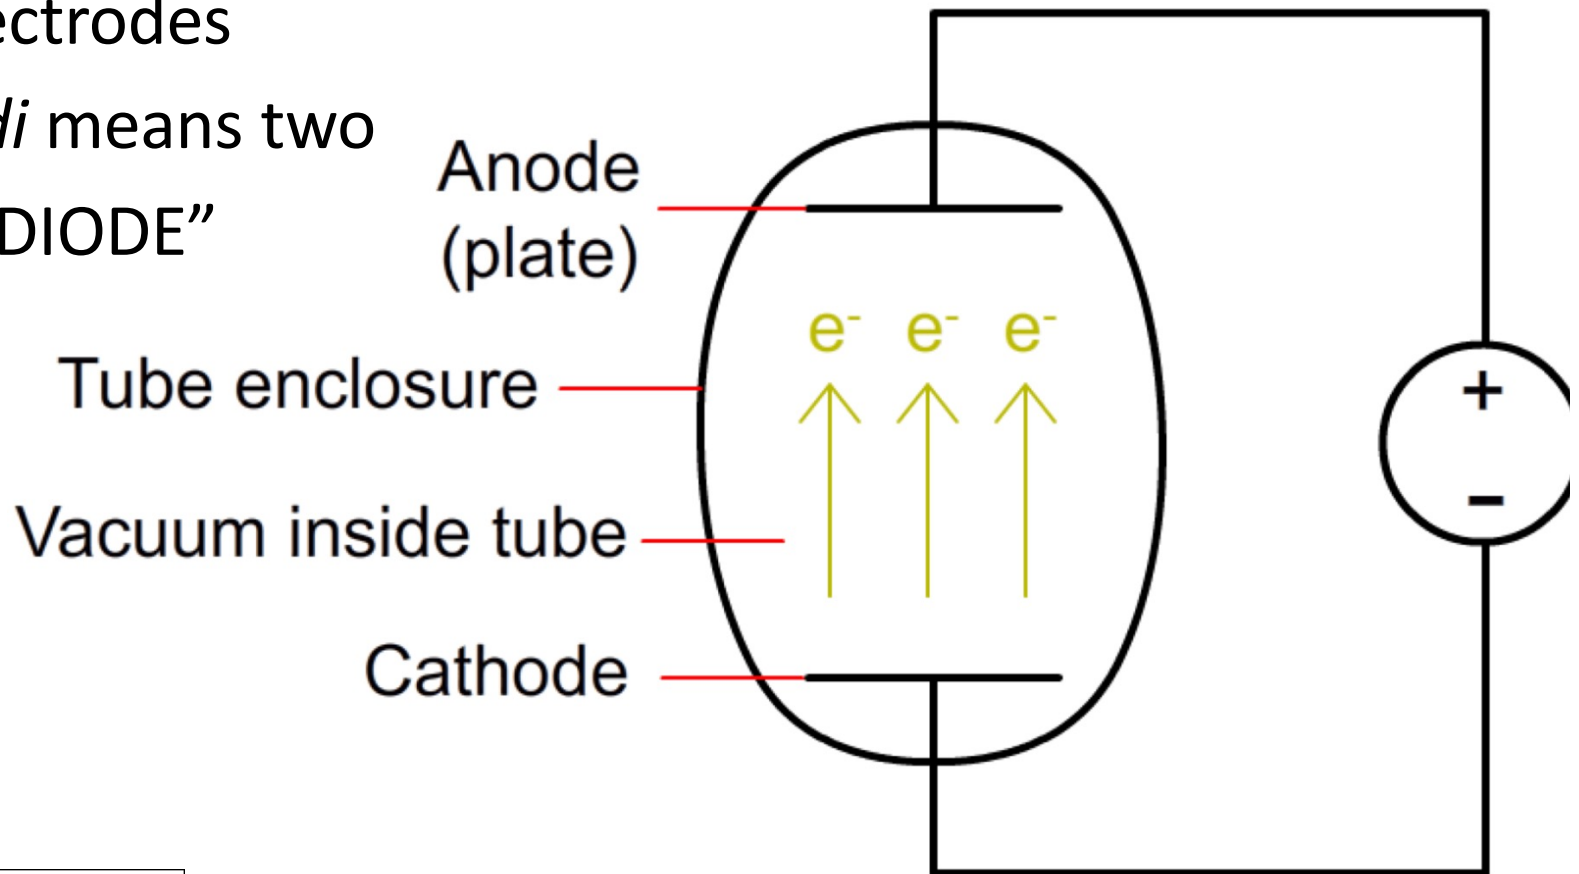 ectrodes
di means two
DIODE”
Anode
(plate)
e- e- e-
Tube enclosure
+
Vacuum inside tube
-
Cathode